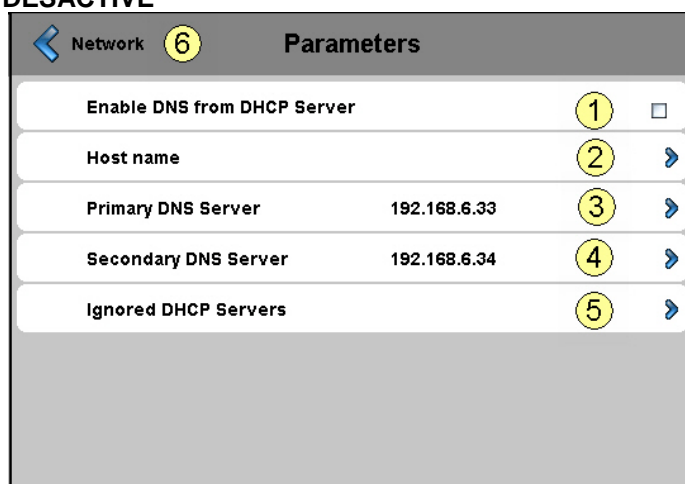 DESACTIVE
Network 6 Parameters
Enable DNS from DHCP Server 1
Host name 2
Primary DNS Server 192.168.6.33 3
Secondary DNS Server 192.168.6.34 4
Ignored DHCP Servers 5